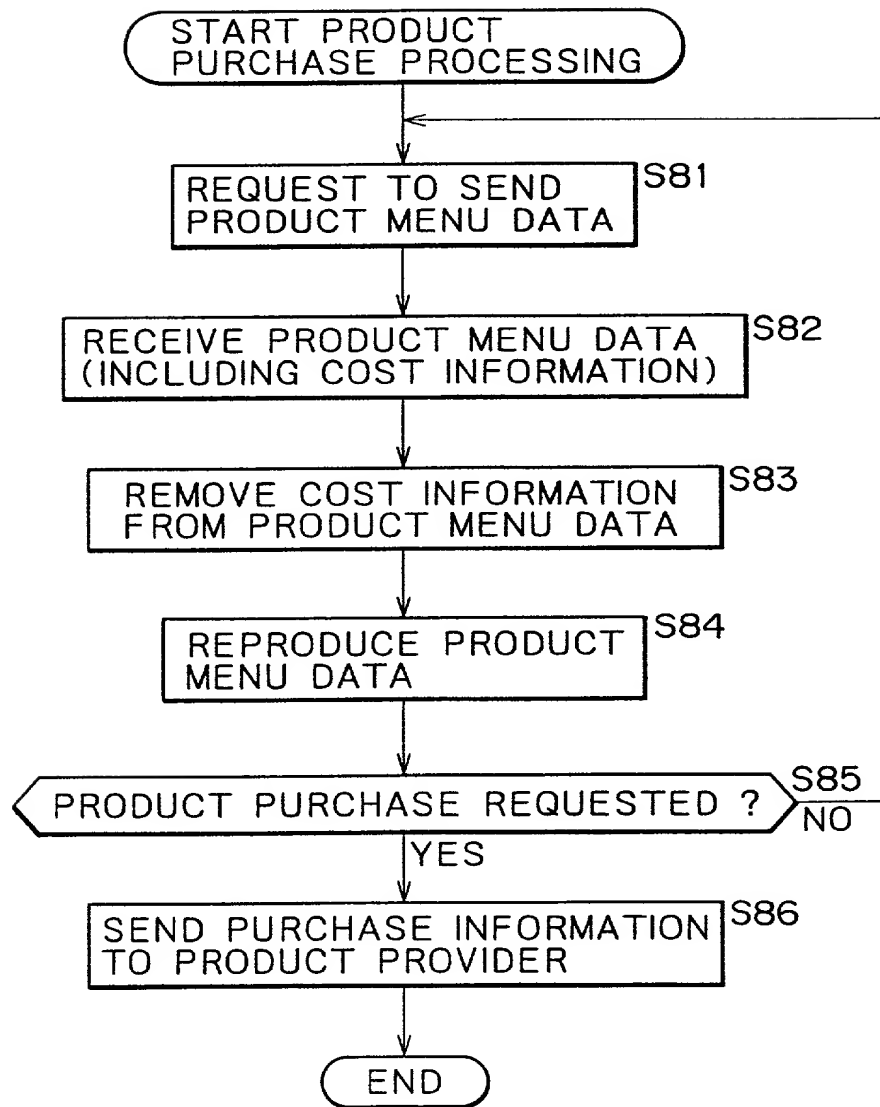 START PRODUCT
PURCHASE PROCESSING
REQUEST TO SEND
PRODUCT MENU DATA
S81
RECEIVE PRODUCT MENU DATA
(INCLUDING COST INFORMATION)
S82
REMOVE COST INFORMATION
FROM PRODUCT MENU DATA
S83
REPRODUCE PRODUCT
MENU DATA
S84
PRODUCT PURCHASE REQUESTED ?
S85
NO
YES
SEND PURCHASE INFORMATION
TO PRODUCT PROVIDER
S86
END